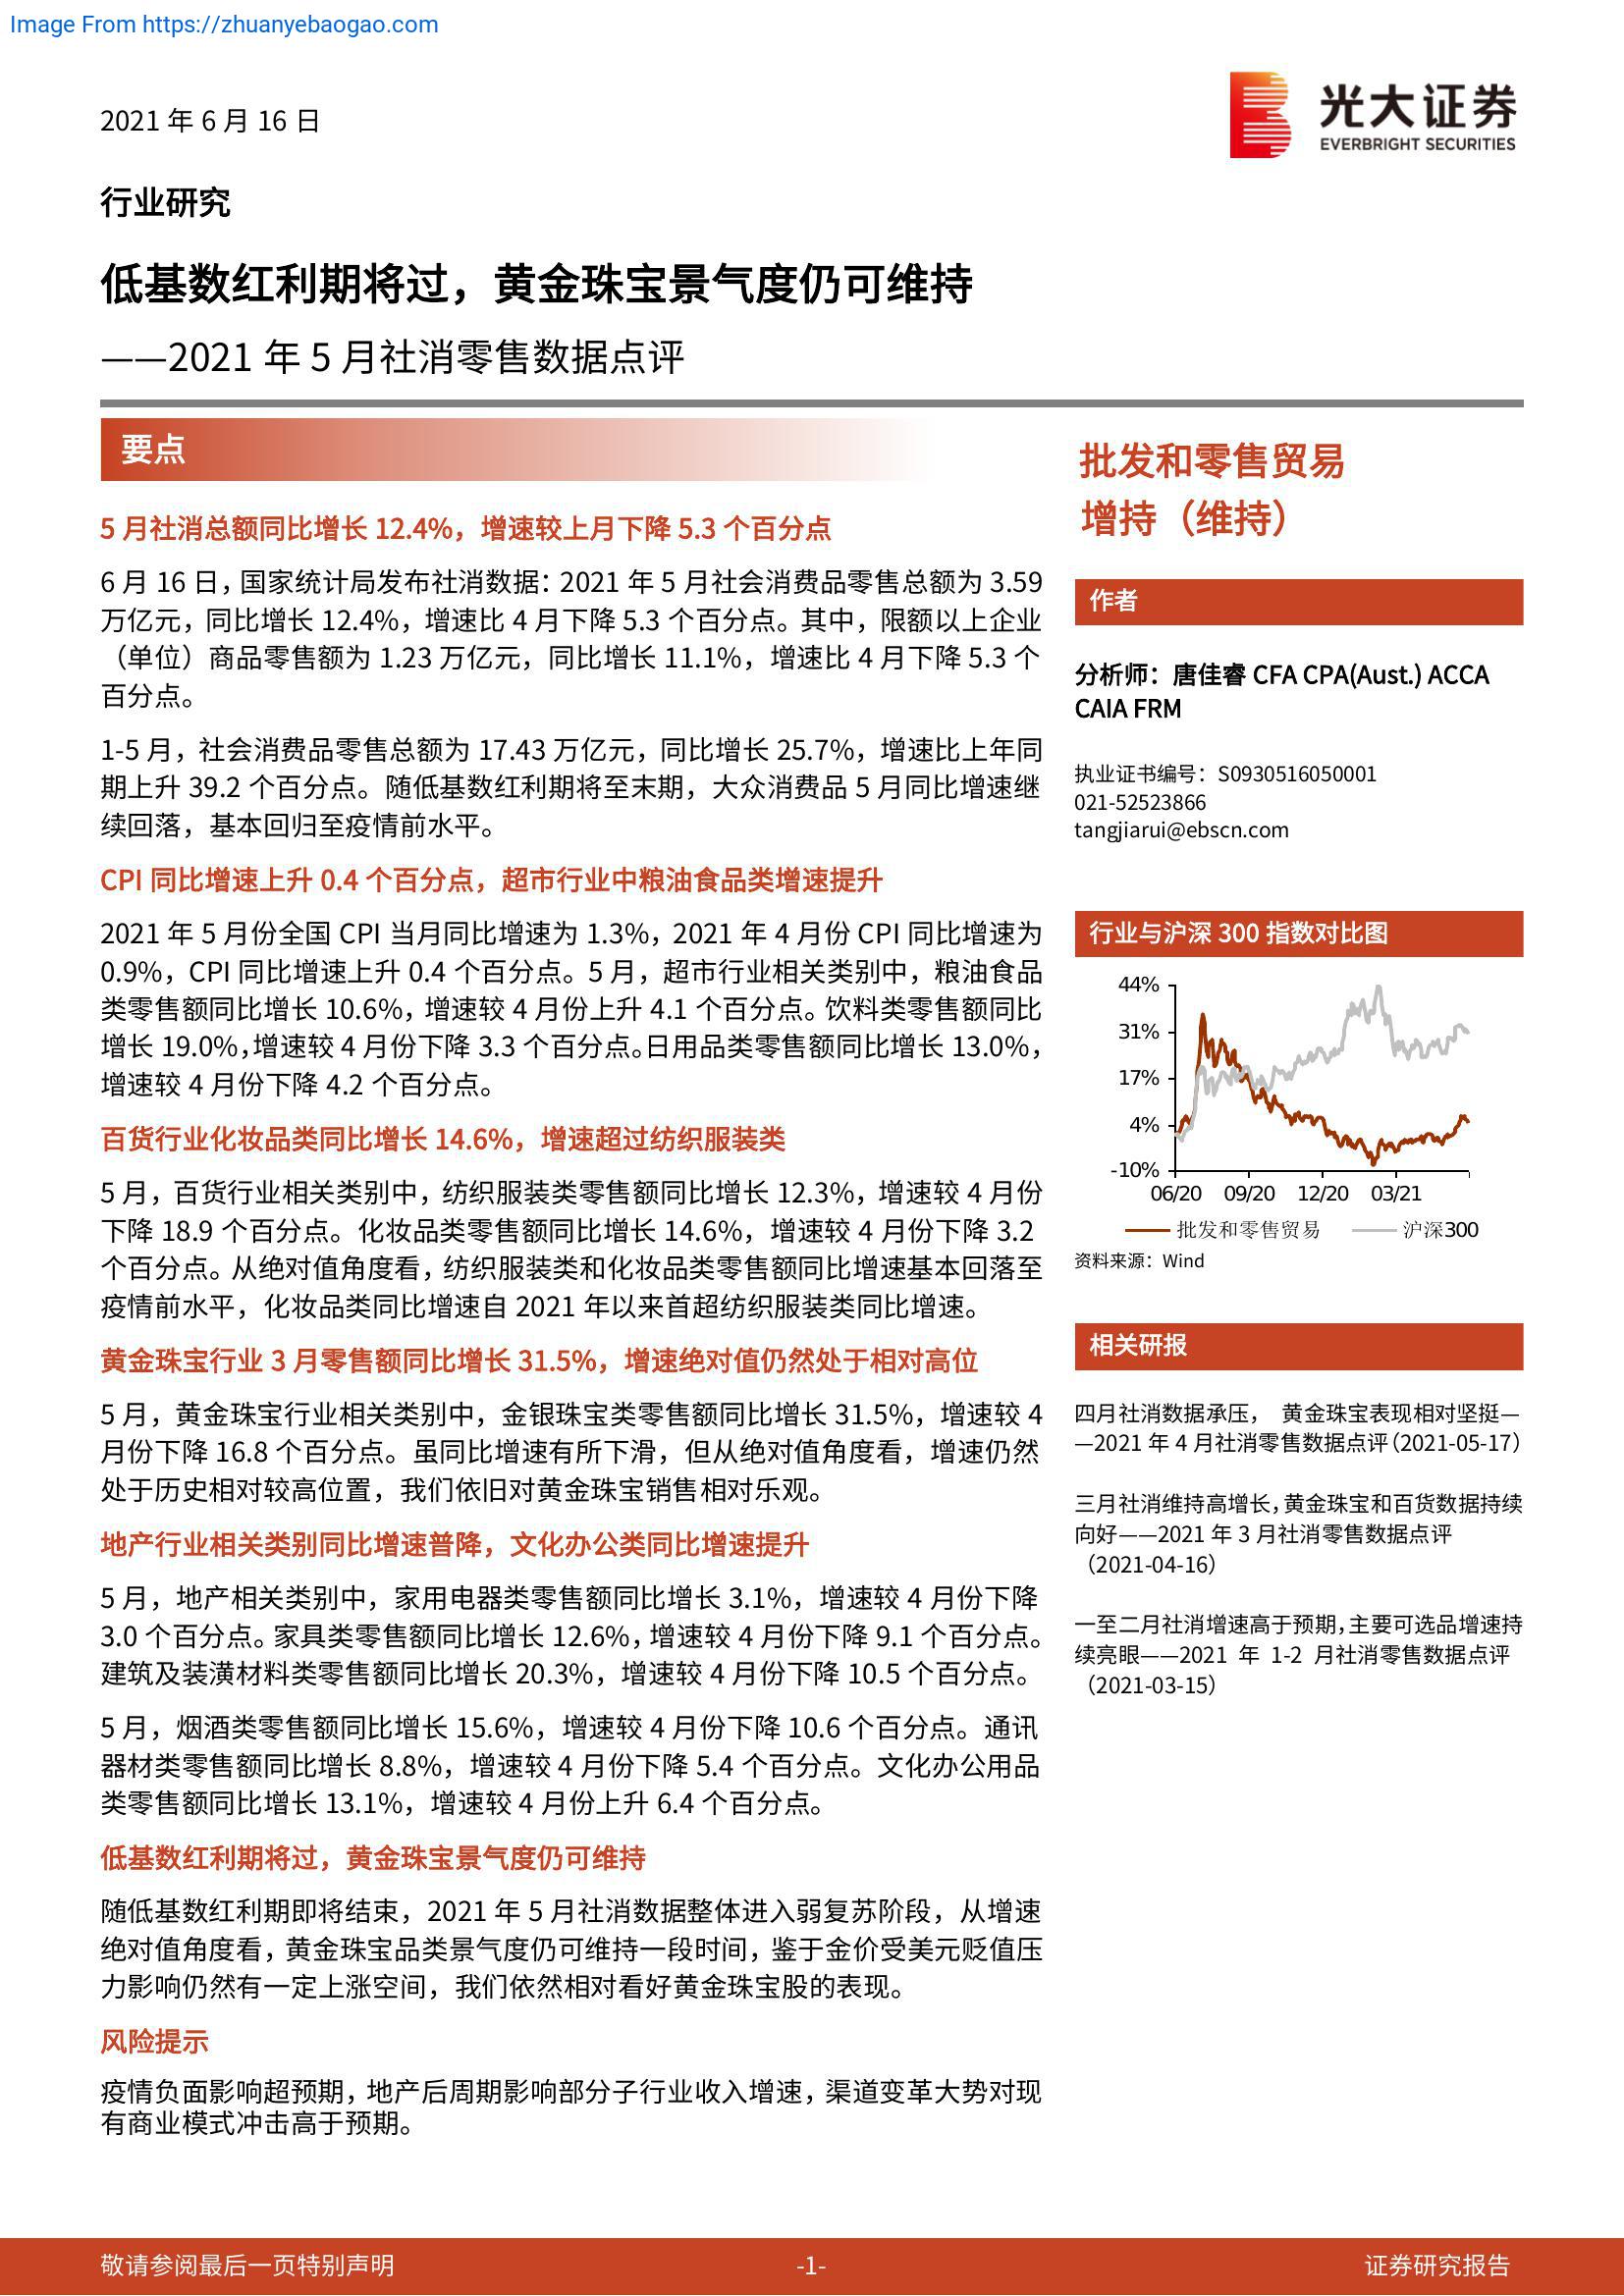 Image From https://zhuanyebaogao.com
2021 年 6 月 16 日
光大证券
EVERBRIGHT SECURITIES
行业研究
低基数红利期将过，黄金珠宝景气度仍可维持
——2021 年 5 月社消零售数据点评
要点
5 月社消总额同比增长 12.4%，增速较上月下降 5.3 个百分点
6 月 16 日，国家统计局发布社消数据：2021 年 5 月社会消费品零售总额为 3.59
万亿元，同比增长 12.4%，增速比 4 月下降 5.3 个百分点。其中，限额以上企业
（单位）商品零售额为 1.23 万亿元，同比增长 11.1%，增速比 4 月下降 5.3 个
百分点。
1-5 月，社会消费品零售总额为 17.43 万亿元，同比增长 25.7%，增速比上年同
期上升 39.2 个百分点。随低基数红利期将至末期，大众消费品 5 月同比增速继
续回落，基本回归至疫情前水平。
CPI 同比增速上升 0.4 个百分点，超市行业中粮油食品类增速提升
2021 年 5 月份全国 CPI 当月同比增速为 1.3%，2021 年 4 月份 CPI 同比增速为
0.9%，CPI 同比增速上升 0.4 个百分点。5 月，超市行业相关类别中，粮油食品
类零售额同比增长 10.6%，增速较 4 月份上升 4.1 个百分点。饮料类零售额同比
增长 19.0%，增速较 4 月份下降 3.3 个百分点。日用品类零售额同比增长 13.0%，
增速较 4 月份下降 4.2 个百分点。
百货行业化妆品类同比增长 14.6%，增速超过纺织服装类
5 月，百货行业相关类别中，纺织服装类零售额同比增长 12.3%，增速较 4 月份
下降 18.9 个百分点。化妆品类零售额同比增长 14.6%，增速较 4 月份下降 3.2
个百分点。从绝对值角度看，纺织服装类和化妆品类零售额同比增速基本回落至
疫情前水平，化妆品类同比增速自 2021 年以来首超纺织服装类同比增速。
黄金珠宝行业 3 月零售额同比增长 31.5%，增速绝对值仍然处于相对高位
5 月，黄金珠宝行业相关类别中，金银珠宝类零售额同比增长 31.5%，增速较 4
月份下降 16.8 个百分点。虽同比增速有所下滑，但从绝对值角度看，增速仍然
处于历史相对较高位置，我们依旧对黄金珠宝销售相对乐观。
地产行业相关类别同比增速普降，文化办公类同比增速提升
5 月，地产相关类别中，家用电器类零售额同比增长 3.1%，增速较 4 月份下降
3.0 个百分点。家具类零售额同比增长 12.6%，增速较 4 月份下降 9.1 个百分点。
建筑及装潢材料类零售额同比增长 20.3%，增速较 4 月份下降 10.5 个百分点。
5 月，烟酒类零售额同比增长 15.6%，增速较 4 月份下降 10.6 个百分点。通讯
器材类零售额同比增长 8.8%，增速较 4 月份下降 5.4 个百分点。文化办公用品
类零售额同比增长 13.1%，增速较 4 月份上升 6.4 个百分点。
低基数红利期将过，黄金珠宝景气度仍可维持
随低基数红利期即将结束，2021 年 5 月社消数据整体进入弱复苏阶段，从增速
绝对值角度看，黄金珠宝品类景气度仍可维持一段时间，鉴于金价受美元贬值压
力影响仍然有一定上涨空间，我们依然相对看好黄金珠宝股的表现。
风险提示
疫情负面影响超预期，地产后周期影响部分子行业收入增速，渠道变革大势对现
有商业模式冲击高于预期。
批发和零售贸易
增持（维持）
作者
分析师：唐佳睿 CFA CPA(Aust.) ACCA
CAIA FRM
执业证书编号：S0930516050001
021-52523866
tangjiarui@ebscn.com
行业与沪深 300 指数对比图
44%
31%
17%
4%
-10%
06/20 09/20 12/20 03/21
批发和零售贸易 沪深300
资料来源：Wind
相关研报
四月社消数据承压， 黄金珠宝表现相对坚挺—
—2021 年 4 月社消零售数据点评（2021-05-17）
三月社消维持高增长，黄金珠宝和百货数据持续
向好——2021 年 3 月社消零售数据点评
（2021-04-16）
一至二月社消增速高于预期，主要可选品增速持
续亮眼——2021 年 1-2 月社消零售数据点评
（2021-03-15）
敬请参阅最后一页特别声明
-1-
证券研究报告